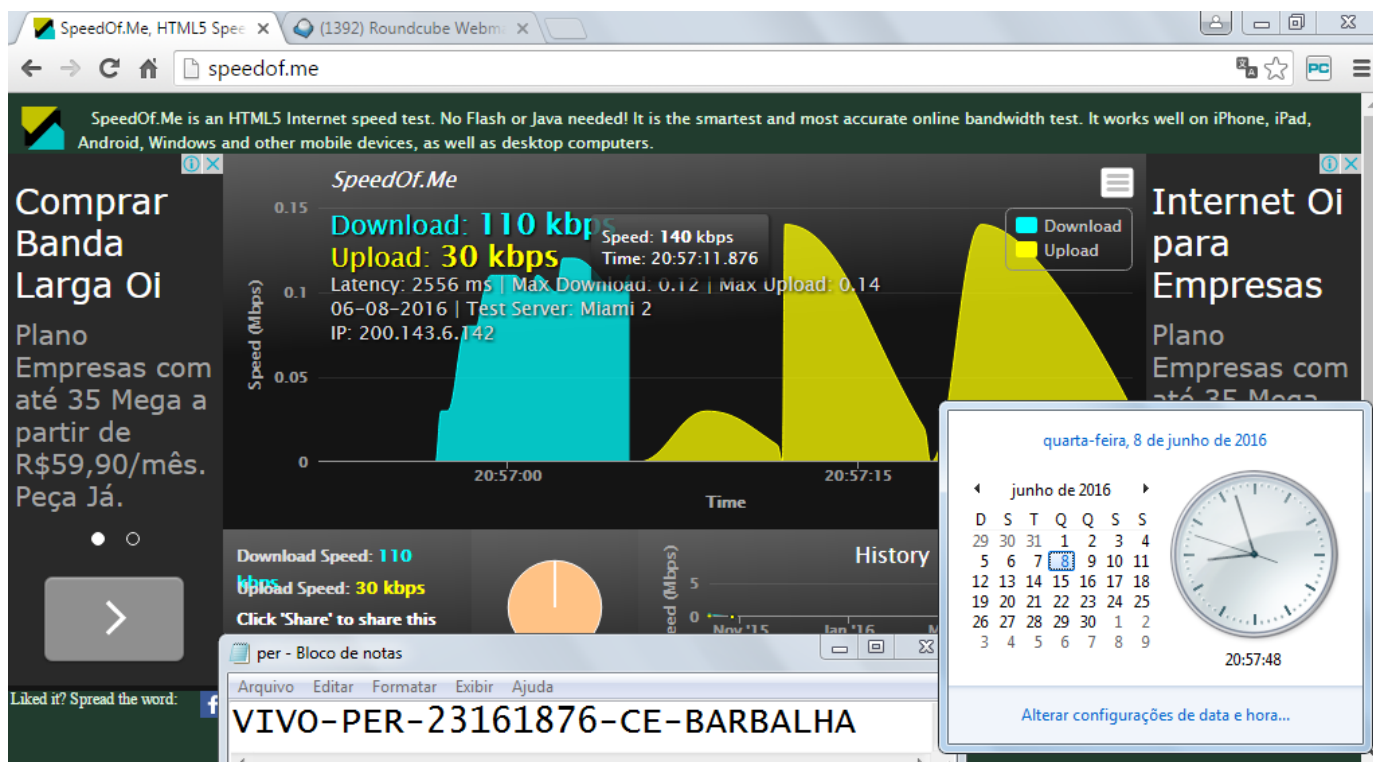 SpeedOf.Me, HTML5 Spee
(1392) Roundcube Webma
speedof.me
PC
SpeedOf.Me is an HTML5 Internet speed test. No Flash or Java needed! It is the smartest and most accurate online bandwidth test. It works well on iPhone, iPad,
Android, Windows and other mobile devices, as well as desktop computers.
Comprar
Banda
Larga Oi
Plano
Empresas com
até 35 Mega a
partir de
R$59,90/mês.
Peça Já.
SpeedOf.Me
Download: 110 kbps
Upload: 30 kbps
Latency: 2556 ms | Max Download: 0.12 | Max Upload: 0.14
06-08-2016 | Test Server: Miami 2
IP: 200.143.6.142
Speed: 140 kbps
Time: 20:57:11.876
Download
Upload
Speed (Mbps)
0.15
0.1
0.05
0
20:57:00
20:57:15
Time
Internet Oi
para
Empresas
Plano
Empresas com
até 35 Mega
Download Speed: 110
kbps
Upload Speed: 30 kbps
Click 'Share' to share this
History
(Mbps)
5
0
Nov '15
Jan '16
Liked it? Spread the word:
f
per - Bloco de notas
Arquivo Editar Formatar Exibir Ajuda
VIVO-PER-23161876-CE-BARBALHA
quarta-feira, 8 de junho de 2016
junho de 2016
D S T Q Q S S
29 30 31 1 2 3 4
5 6 7 8 9 10 11
12 13 14 15 16 17 18
19 20 21 22 23 24 25
26 27 28 29 30 1 2
3 4 5 6 7 8 9
20:57:48
Alterar configurações de data e hora...